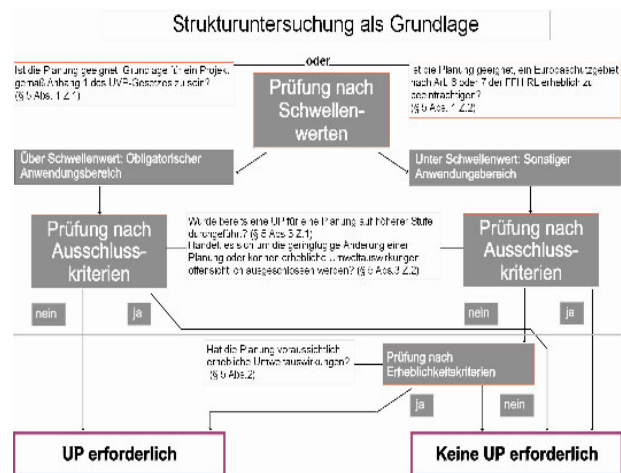 Strukturuntersuchung als Grundlage
oder
Ist die Planung geeignet, Grundlage für ein Projekt
gemäß Anhang 1 des UVP-Gesetzes zu sein?
(§ 5 Abs. 1 Z.1)
Prüfung nach
Schwellen-
werten
Ist die Planung geeignet, ein Europaschutzgebiet
nach Art. 6 oder 7 der FFH RL erheblich zu
beeinträchtigen?
(§ 5 Abs. 1 Z.2)
Über Schwellenwert: Obligatorischer
Anwendungsbereich
Unter Schwellenwert: Sonstiger
Anwendungsbereich
Prüfung nach
Ausschluss-
kriterien
Wurde bereits eine UP für eine Planung auf höherer Stufe
durchgeführt? (§ 5 Abs 3 Z.1)
Handelt es sich um die geringfügige Änderung einer
Planung oder können erhebliche Umweltauswirkungen
offensichtlich ausgeschlossen werden? (§ 5 Abs.3 Z.2)
Prüfung nach
Ausschluss-
kriterien
nein
ja
nein
ja
Hat die Planung voraussichtlich
erhebliche Umweltauswirkungen?
(§ 5 Abs.2)
Prüfung nach
Erheblichkeitskriterien
ja
nein
UP erforderlich
Keine UP erforderlich